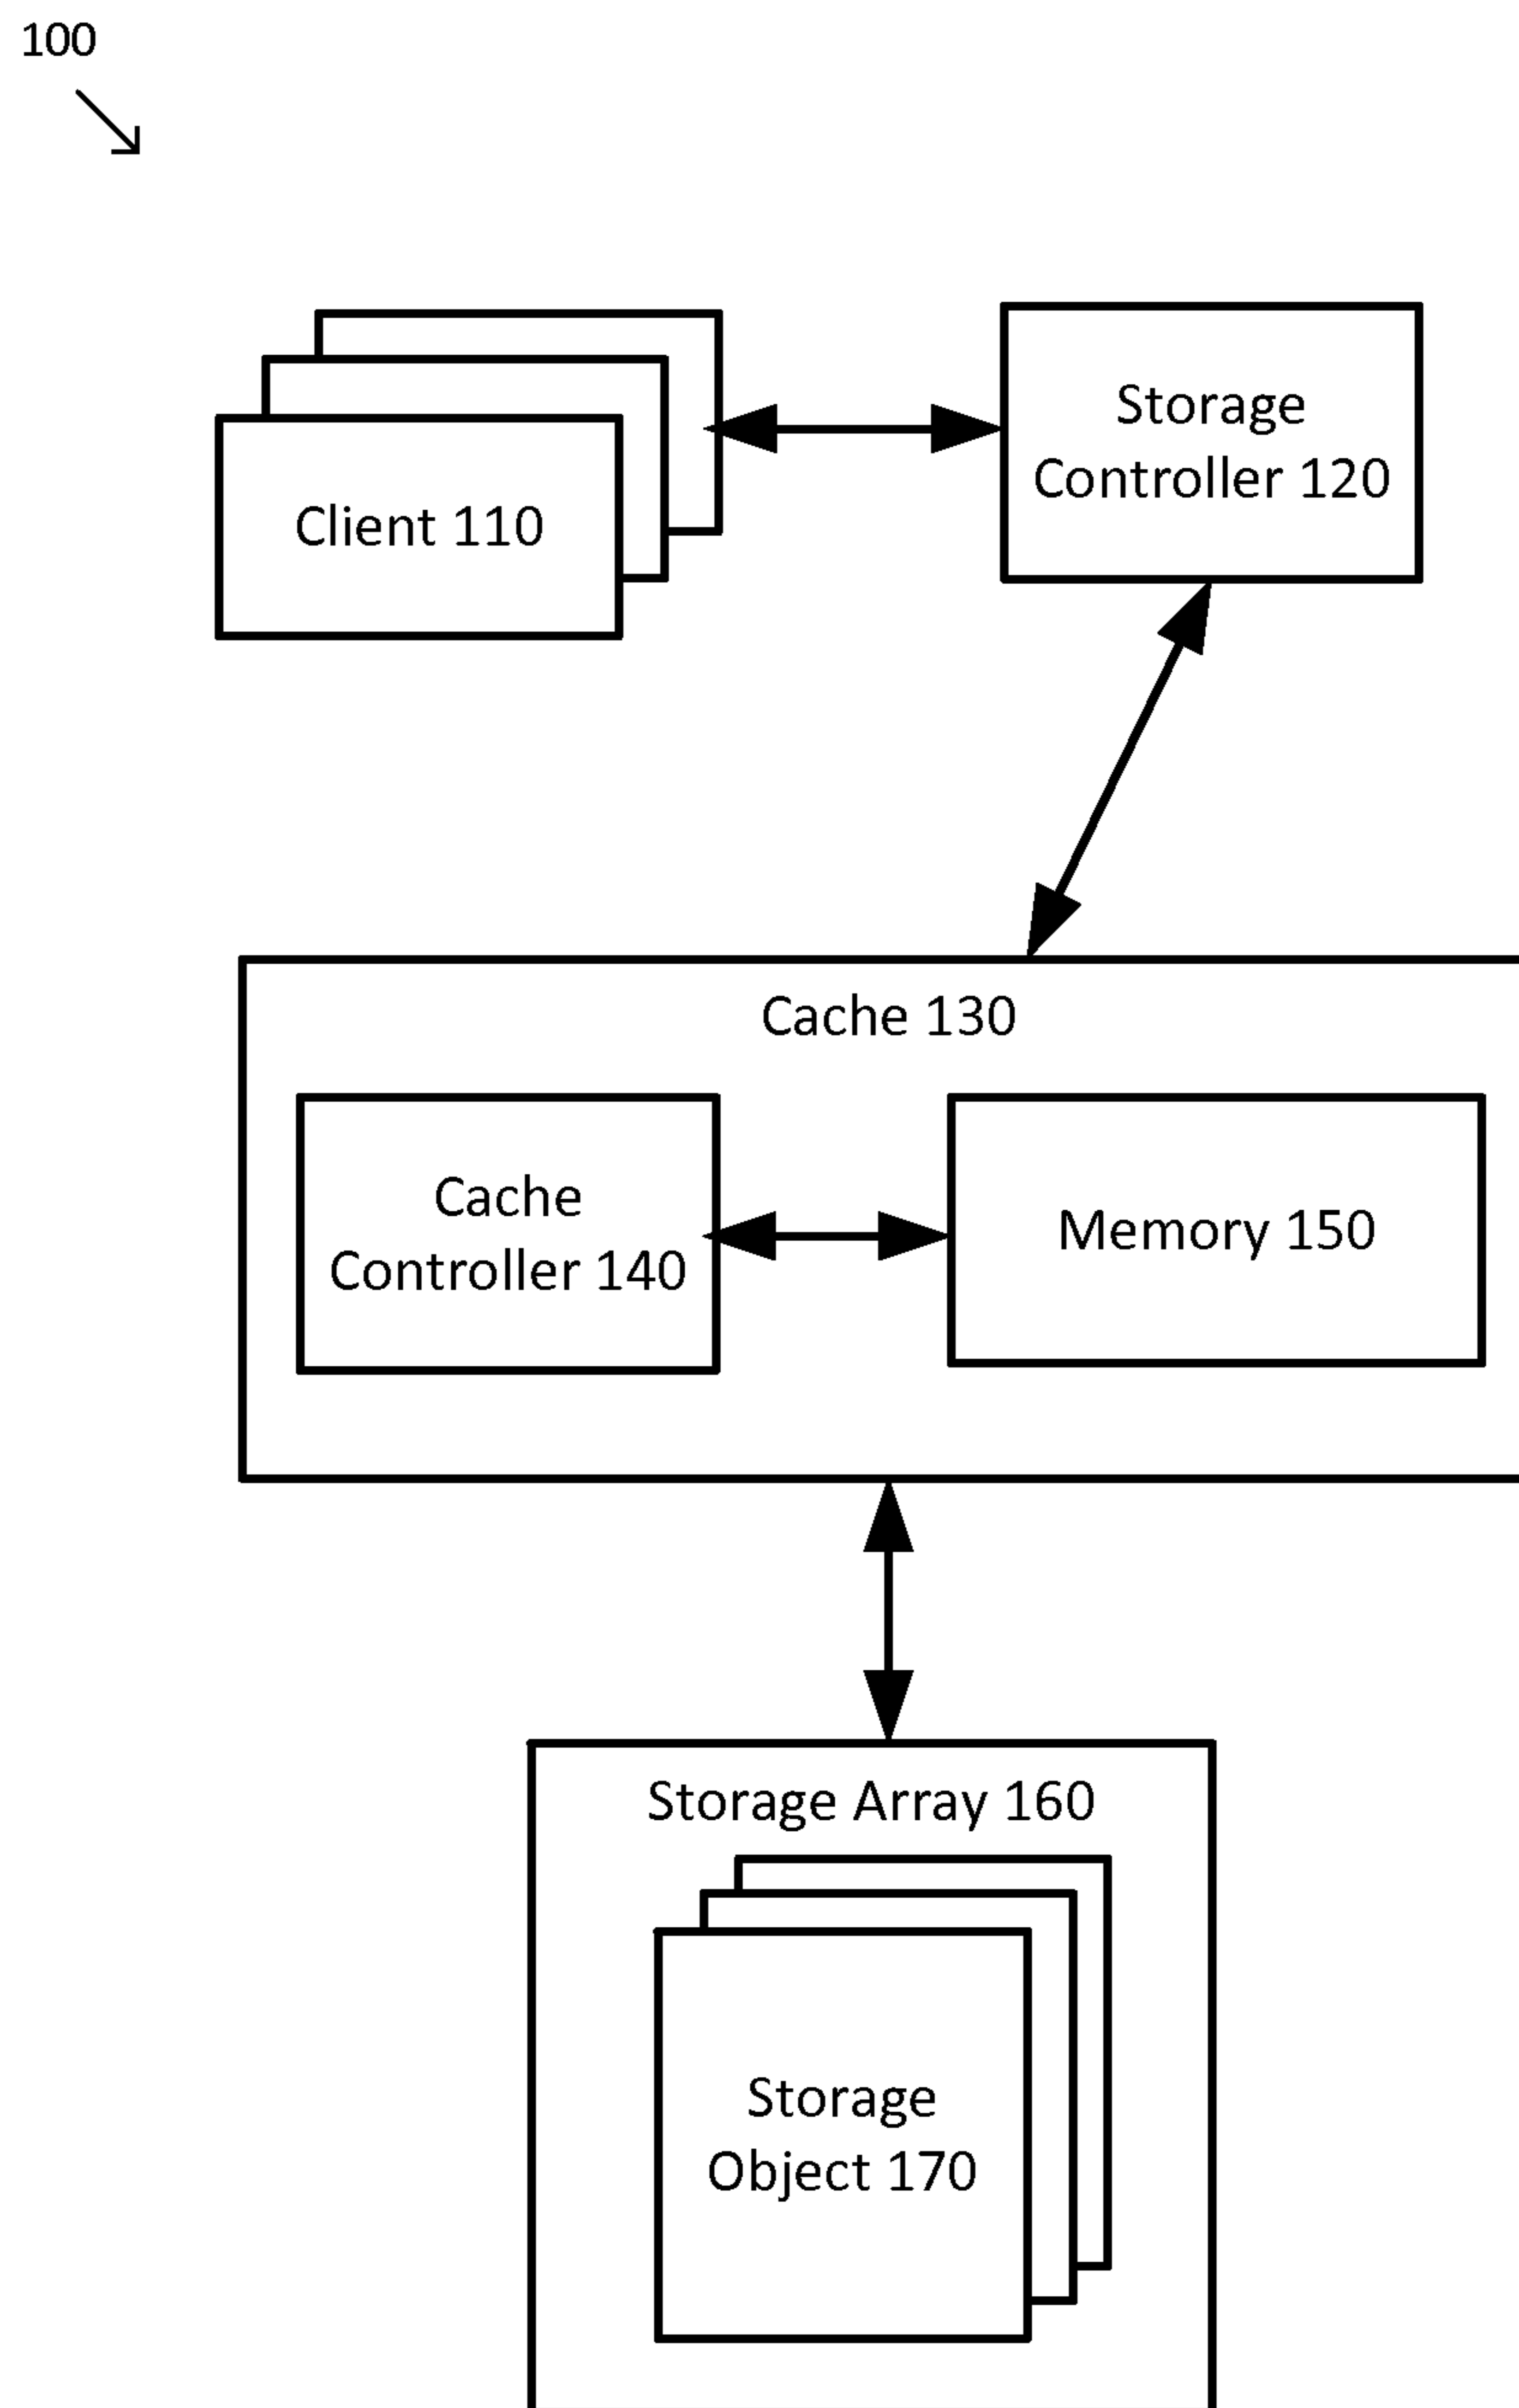 100
Client 110
Storage
Controller 120
Cache 130
Cache
Controller 140
Memory 150
Storage Array 160
Storage
Object 170